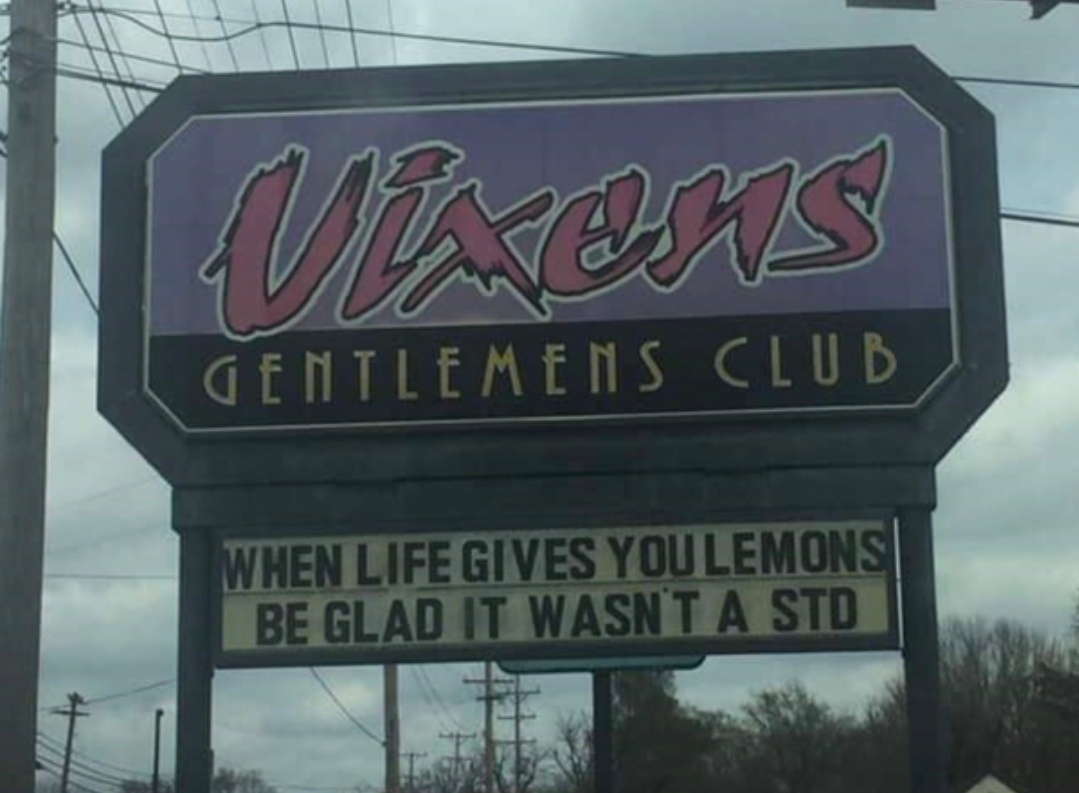 Vixens
GENTLEMENS CLUB
WHEN LIFE GIVES YOU LEMONS
BE GLAD IT WASN'T A STD